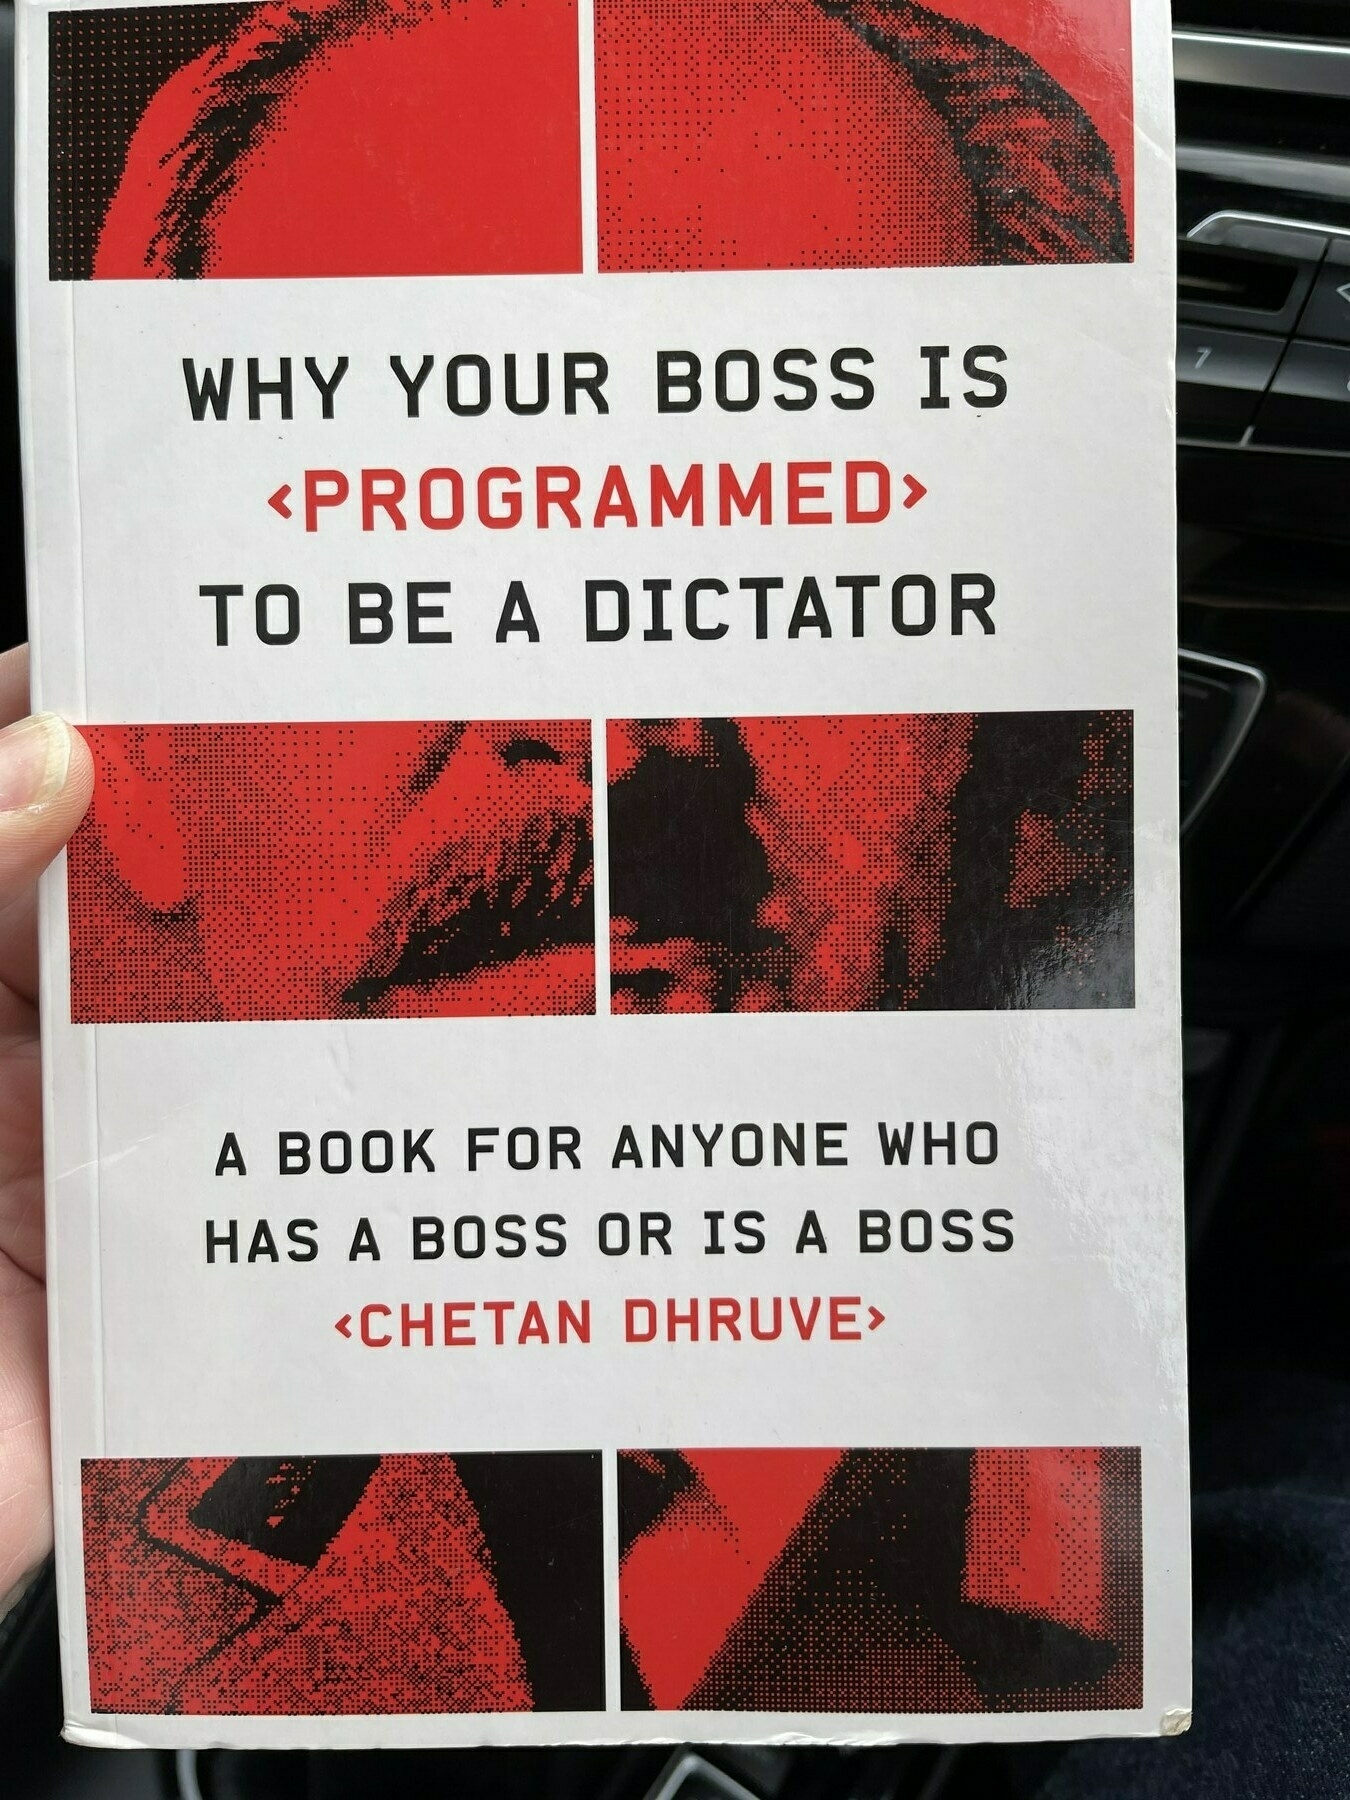 WHY YOUR BOSS IS
<PROGRAMMED>
TO BE A DICTATOR
A BOOK FOR ANYONE WHO
HAS A BOSS OR IS A BOSS
<CHETAN DHRUVE>
1